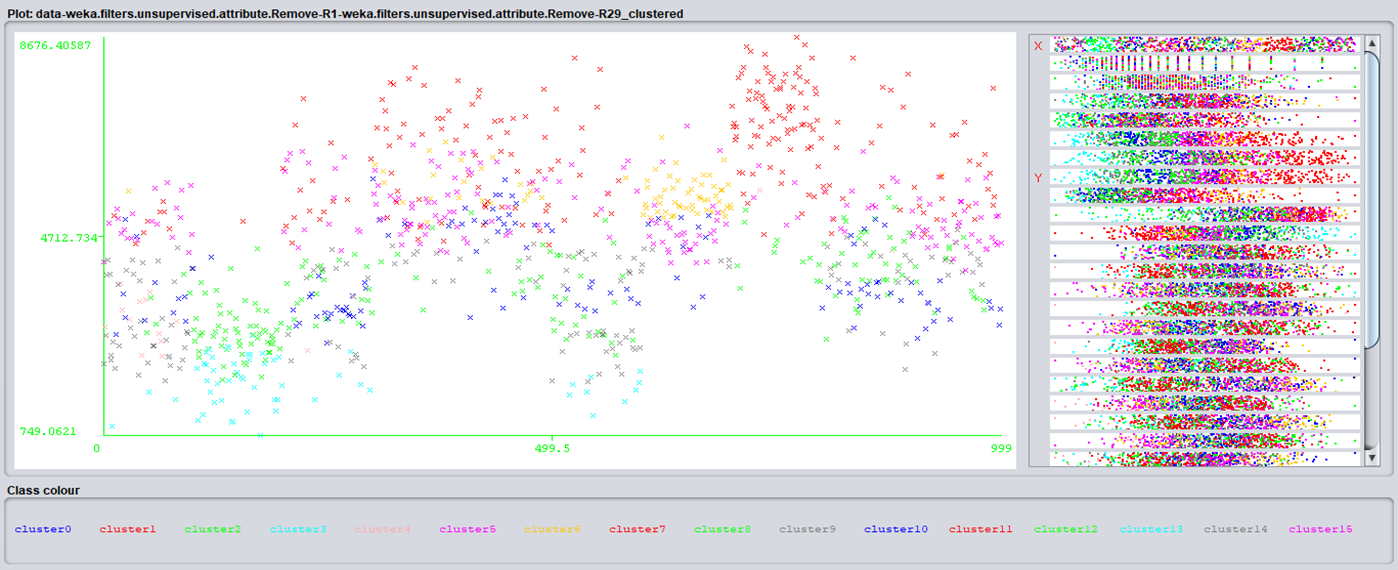 Plot: data-weka.filters.unsupervised.attribute.Remove-R1-weka.filters.unsupervised.attribute.Remove-R29_clustered
8676.40587
X
Y
4712.734
749.0621
0 499.5 999
Class colour
cluster0 cluster1 cluster2 cluster3 cluster4 cluster5 cluster6 cluster7 cluster8 cluster9 cluster10 cluster11 cluster12 cluster13 cluster14 cluster15